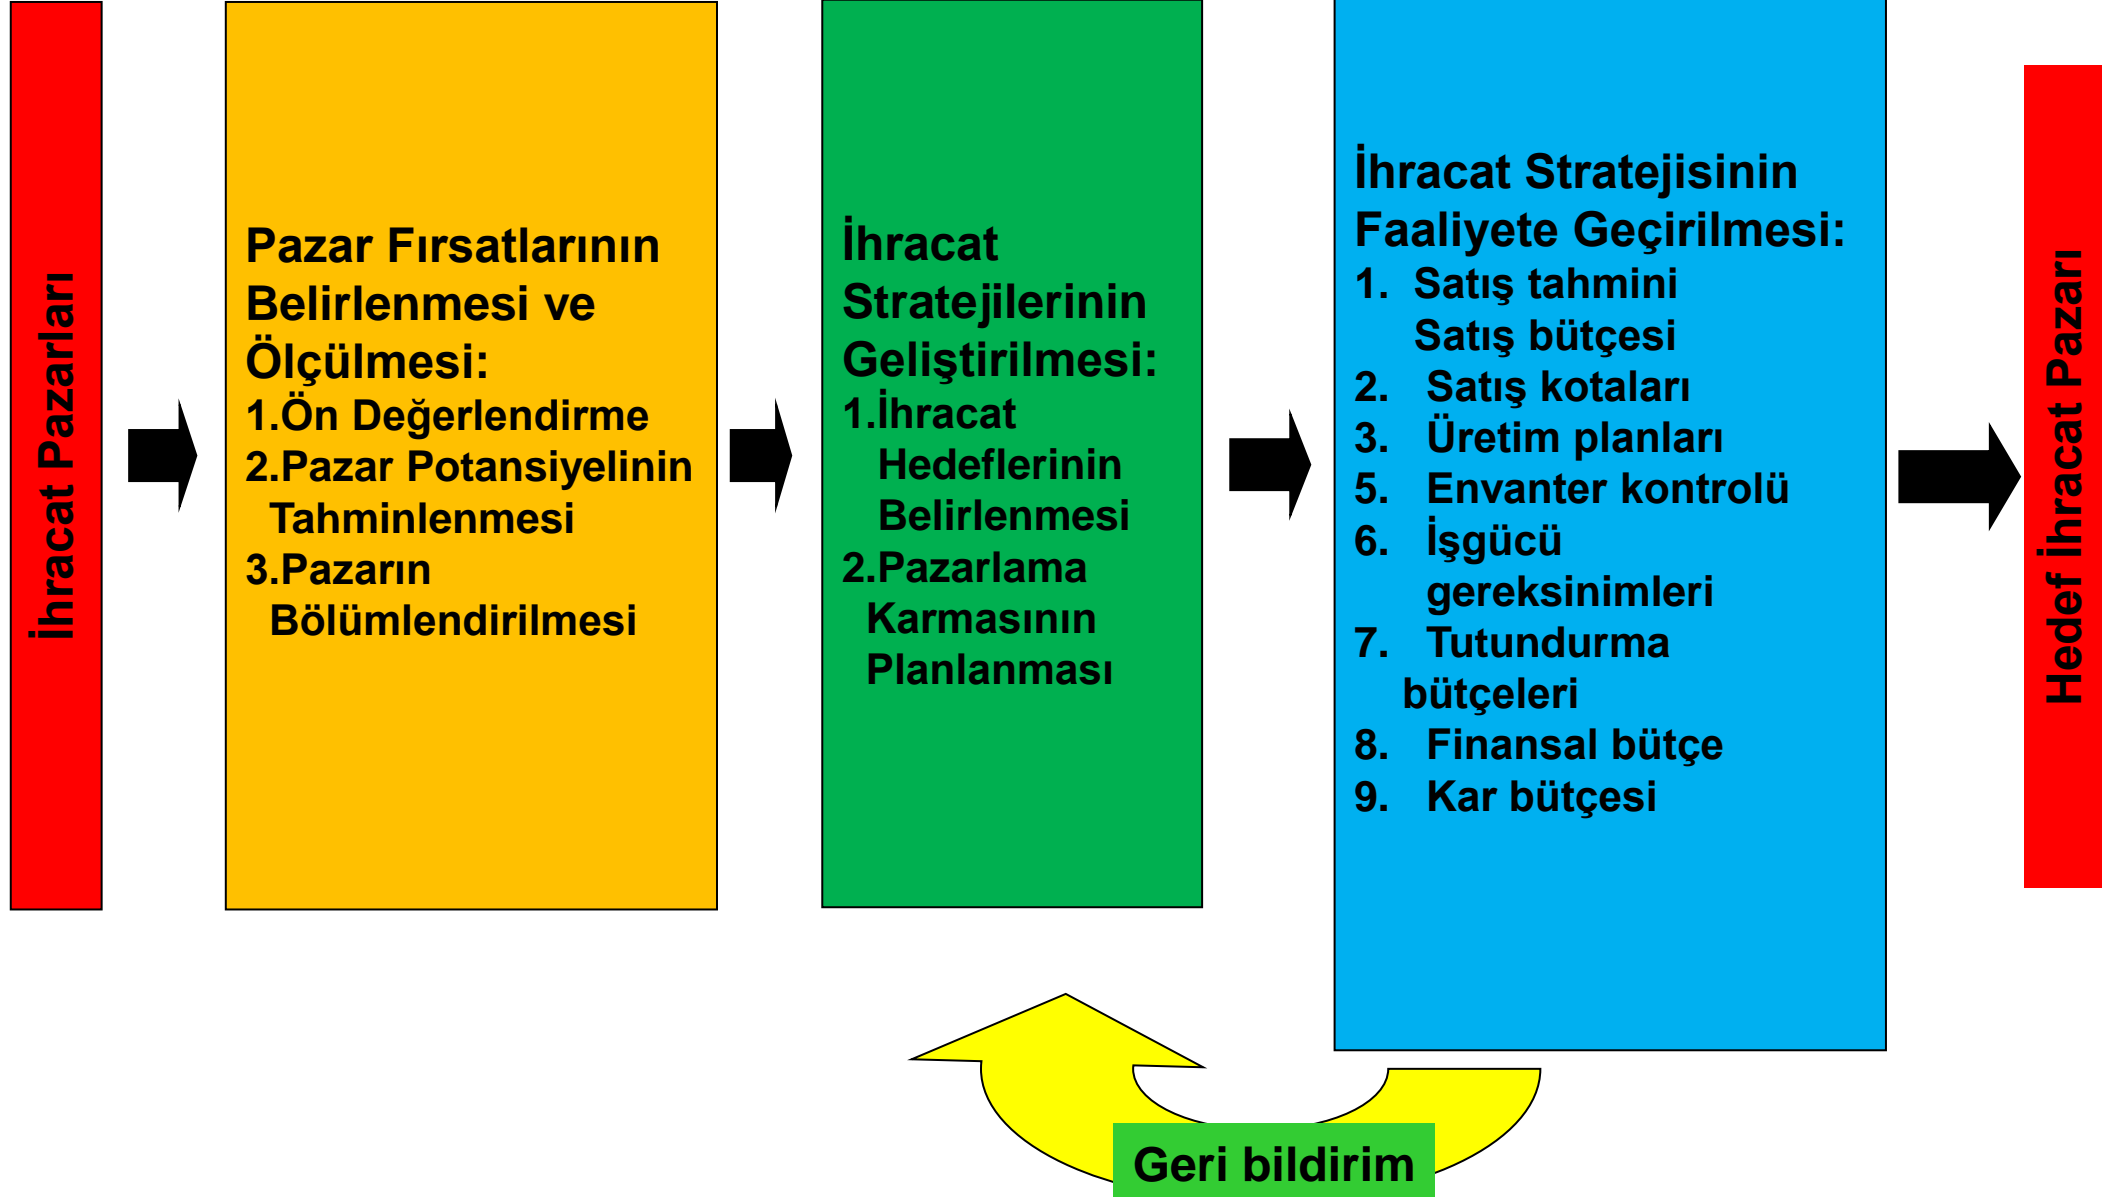 İhracat Pazarları
Pazar Fırsatlarının
Belirlenmesi ve
Ölçülmesi:
1.Ön Değerlendirme
2.Pazar Potansiyelinin
Tahminlenmesi
3.Pazarın
Bölümlendirilmesi
İhracat
Stratejilerinin
Geliştirilmesi:
1.İhracat
Hedeflerinin
Belirlenmesi
2.Pazarlama
Karmasının
Planlanması
İhracat Stratejisinin
Faaliyete Geçirilmesi:
1. Satış tahmini
Satış bütçesi
2. Satış kotaları
3. Üretim planları
5. Envanter kontrolü
6. İşgücü
gereksinimleri
7. Tutundurma
bütçeleri
8. Finansal bütçe
9. Kar bütçesi
Hedef İhracat Pazarı
Geri bildirim